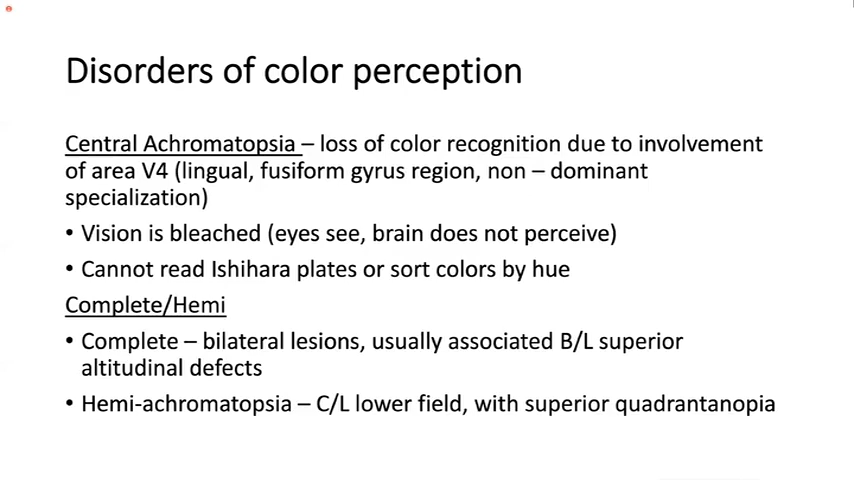 Disorders of color perception
Central Achromatopsia – loss of color recognition due to involvement
of area V4 (lingual, fusiform gyrus region, non – dominant
specialization)
• Vision is bleached (eyes see, brain does not perceive)
• Cannot read Ishihara plates or sort colors by hue
Complete/Hemi
• Complete – bilateral lesions, usually associated B/L superior
altitudinal defects
• Hemi-achromatopsia – C/L lower field, with superior quadrantanopia